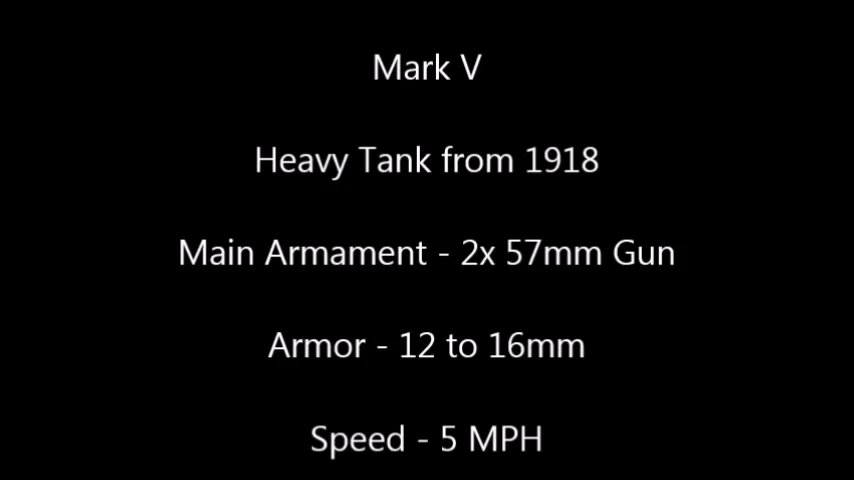 Mark V
Heavy Tank from 1918
Main Armament - 2x 57mm Gun
Armor - 12 to 16mm
Speed - 5 MPH